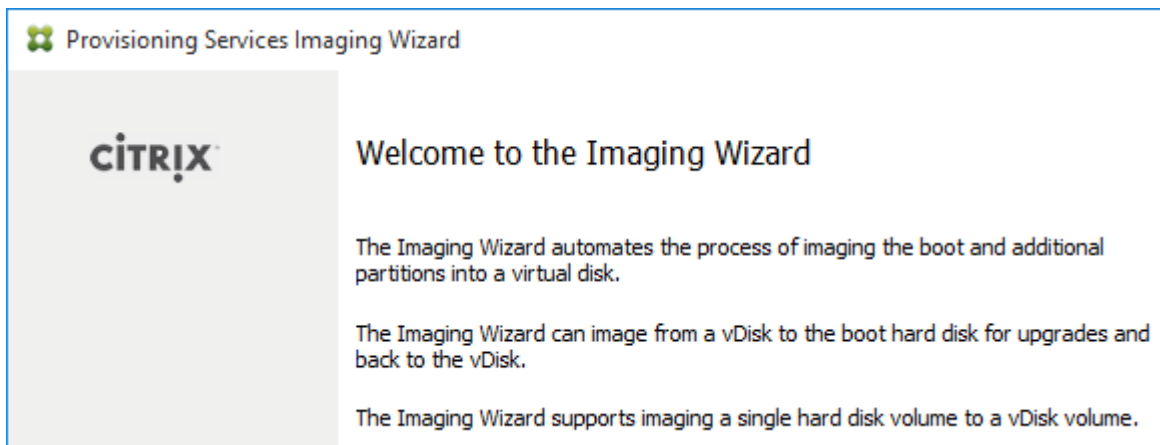 Provisioning Services Imaging Wizard
CİTRIX
Welcome to the Imaging Wizard
The Imaging Wizard automates the process of imaging the boot and additional
partitions into a virtual disk.
The Imaging Wizard can image from a vDisk to the boot hard disk for upgrades and
back to the vDisk.
The Imaging Wizard supports imaging a single hard disk volume to a vDisk volume.